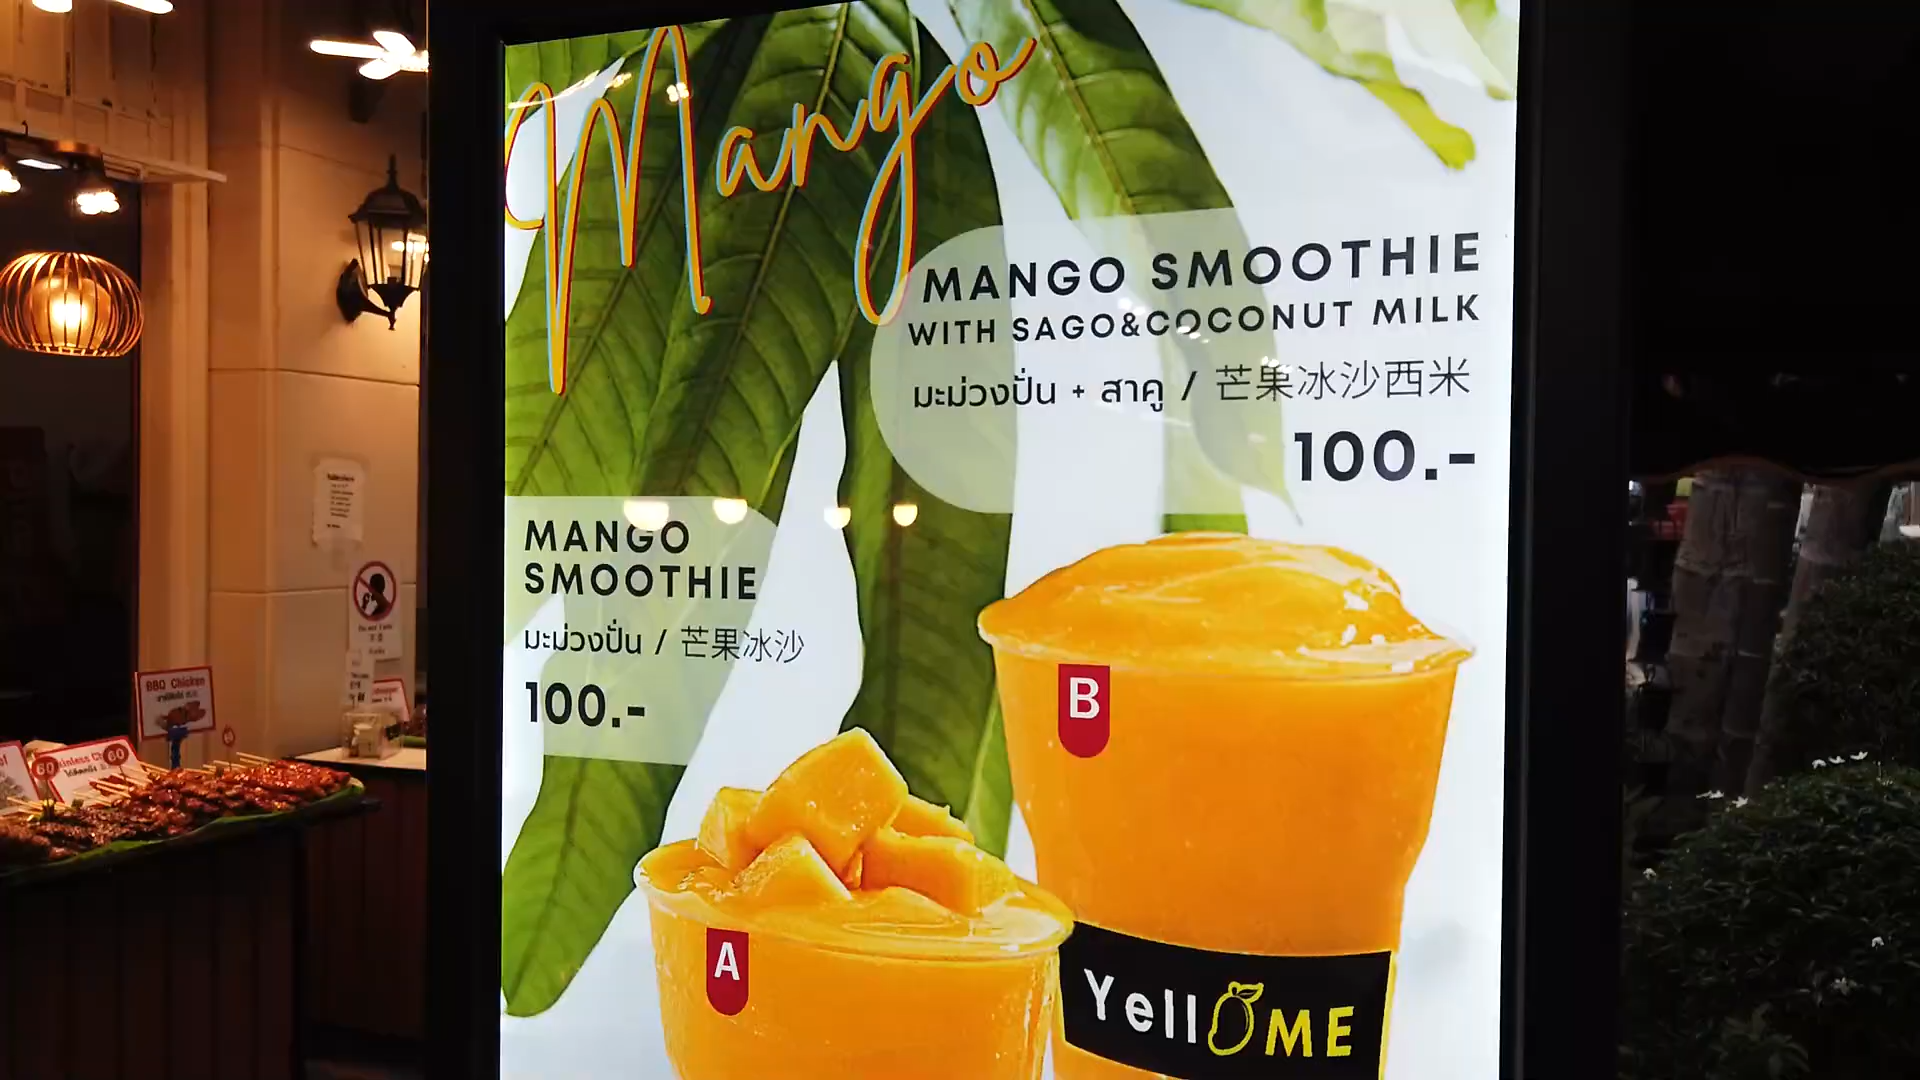 Mango
MANGO SMOOTHIE
WITH SAGO&COCONUT MILK
มะม่วงปั่น + สาคู / 芒果冰沙西米
100.-
MANGO
SMOOTHIE
มะม่วงปั่น / 芒果冰沙
100.-
B
A
YellOME
BBQ Chicken
60
60